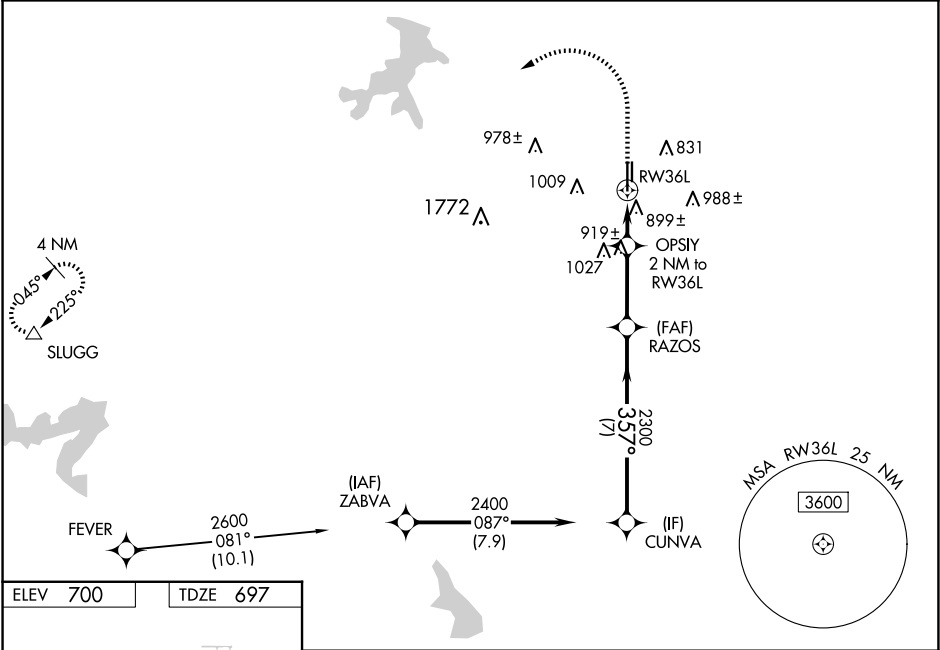 978±
831
RW36L
1009
988±
1772
899±
919±
OPSIY
2 NM to
RW36L
1027
4 NM
045°
225°
SLUGG
(FAF)
RAZOS
2300
357°
(7)
MSA RW36L 25 NM
3600
(IAF)
ZABVA
2400
087°
(7.9)
FEVER
2600
081°
(10.1)
(IF)
CUNVA
ELEV 700
TDZE 697